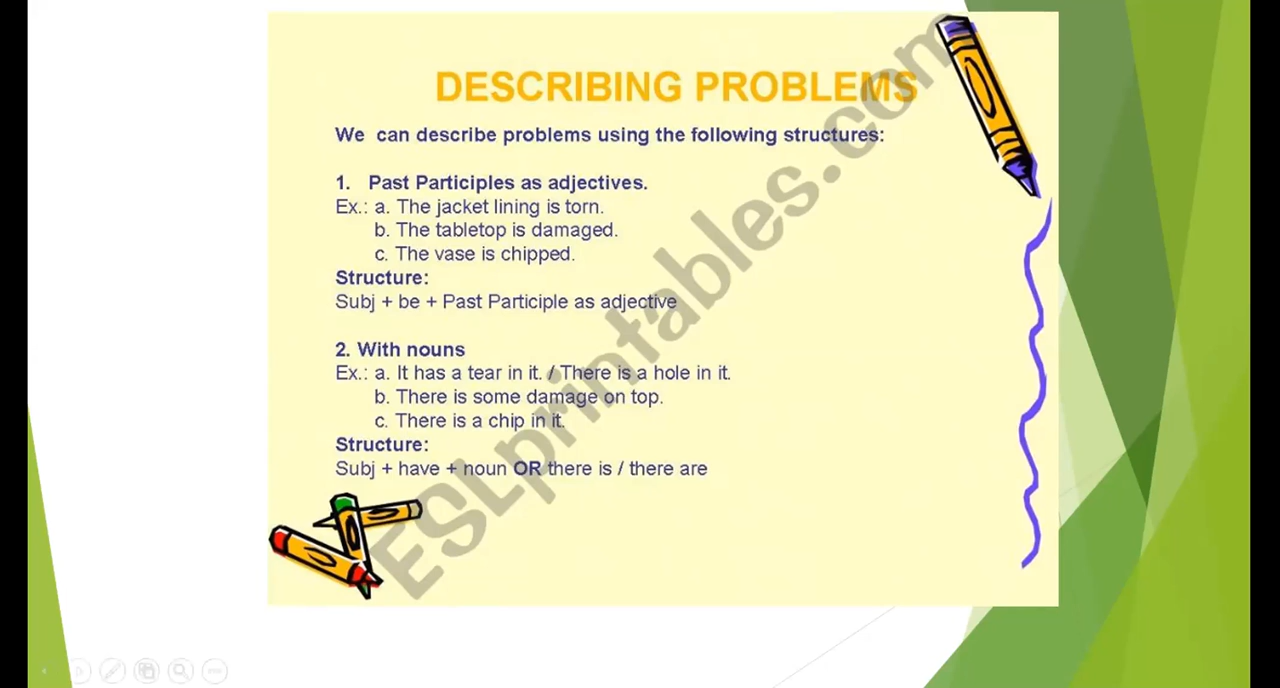 DESCRIBING PROBLEMS
We can describe problems using the following structures:
1. Past Participles as adjectives.
Ex.: a. The jacket lining is torn.
b. The tabletop is damaged.
c. The vase is chipped.
Structure:
Subj + be + Past Participle as adjective
2. With nouns
Ex.: a. It has a tear in it. / There is a hole in it.
b. There is some damage on top.
c. There is a chip in it.
Structure:
Subj + have + noun OR there is / there are
ESLprintables.com